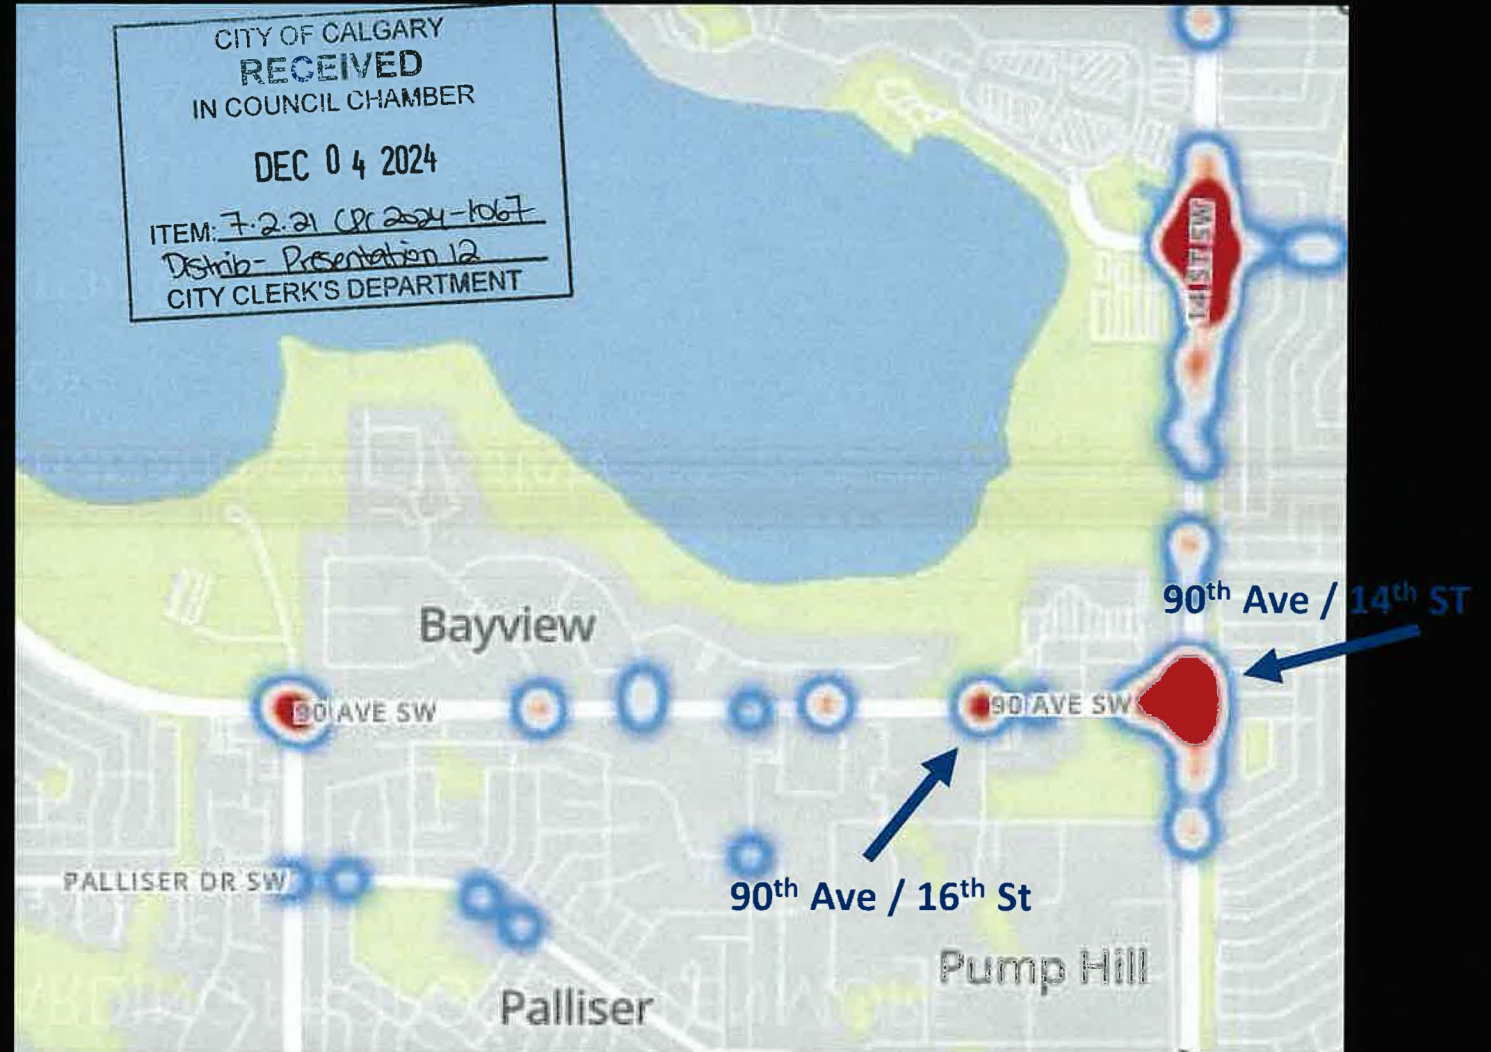 CITY OF CALGARY
RECEIVED
IN COUNCIL CHAMBER
DEC 0 4 2024
ITEM: 7.2.21 CPC2024-1067
Distrib- Presentation 12
CITY CLERK'S DEPARTMENT
14 ST SW
90th Ave / 14th ST
Bayview
90 AVE SW
90 AVE SW
PALLISER DR SW
90th Ave / 16th St
Pump Hill
Palliser